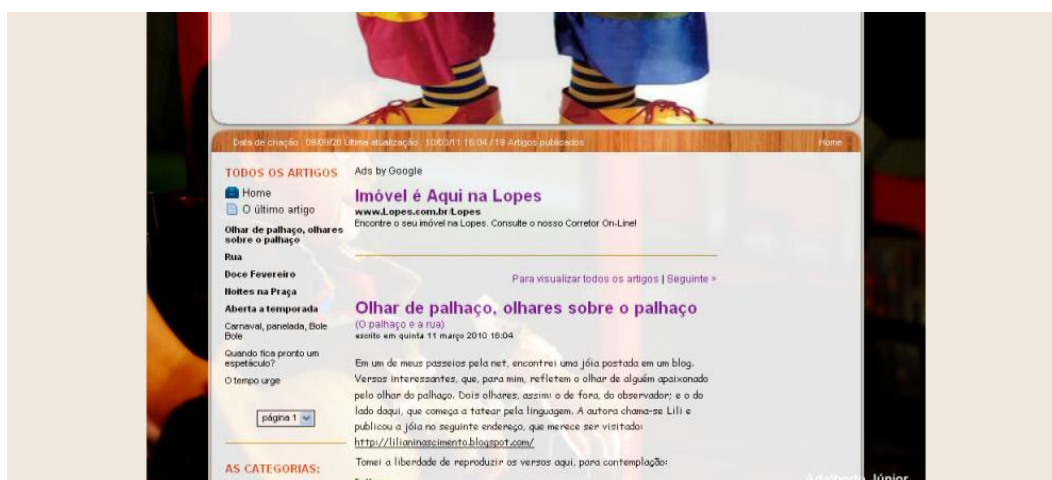 Data de criação : 09/09/26 Última atualização : 10/03/11 16:04 / 19 Artigos publicados
Home
TODOS OS ARTIGOS
Home
O último artigo
Olhar de palhaço, olhares
sobre o palhaço
Rua
Doce Fevereiro
Noites na Praça
Aberta a temporada
Carnaval, panelada, Bole
Bole
Quando fica pronto um
espetáculo?
O tempo urge
página 1
AS CATEGORIAS:
Ads by Google
Imóvel é Aqui na Lopes
www.Lopes.com.br/Lopes
Encontre o seu imóvel na Lopes. Consulte o nosso Corretor On-Line!
Para visualizar todos os artigos | Seguinte »
Olhar de palhaço, olhares sobre o palhaço
(O palhaço e a rua)
escrito em quinta 11 março 2010 16:04
Em um de meus passeios pela net, encontrei uma jóia postada em um blog.
Versos interessantes, que, para mim, refletem o olhar de alguém apaixonado
pelo olhar do palhaço. Dois olhares, assim: o de fora, do observador; e o do
lado daqui, que começa a tatear pela linguagem. A autora chama-se Lili e
publicou a jóia no seguinte endereço, que merece ser visitado:
http://lilianinascimento.blogspot.com/
Tomei a liberdade de reproduzir os versos aqui, para contemplação:
Adalberto Júnior